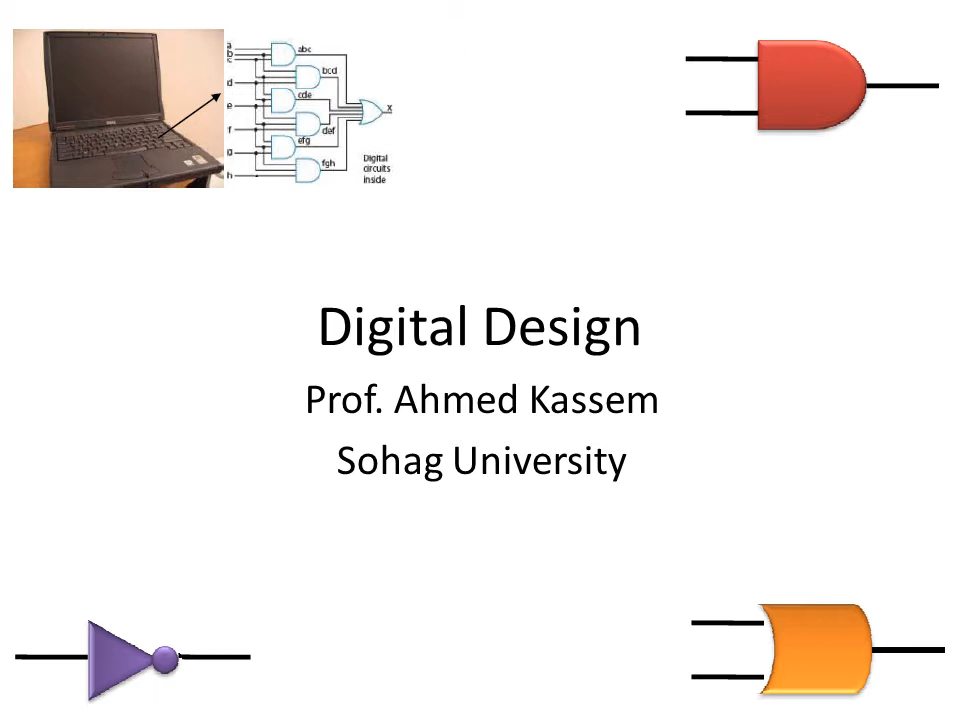 a
b
c
d
e
f
g
h
abc
bcd
cde
def
efg
fgh
x
Digital
circuits
inside
Digital Design
Prof. Ahmed Kassem
Sohag University